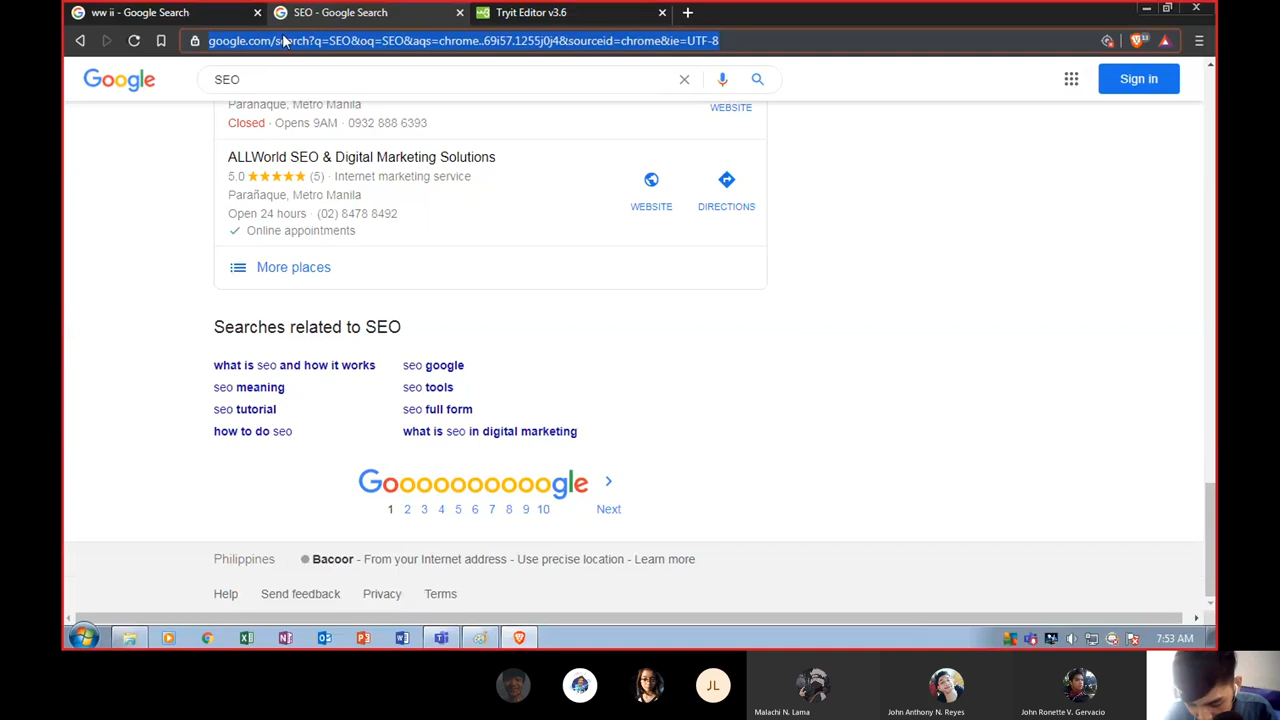 ww ii - Google Search
SEO - Google Search
Tryit Editor v3.6
google.com/search?q=SEO&oq=SEO&aqs=chrome..69i57.1255j0j4&sourceid=chrome&ie=UTF-8
13
Google
SEO
Sign in
Parañaque, Metro Manila
WEBSITE
Closed · Opens 9AM · 0932 888 6393
ALLWorld SEO & Digital Marketing Solutions
5.0 (5) · Internet marketing service
Parañaque, Metro Manila
Open 24 hours · (02) 8478 8492
Online appointments
WEBSITE
DIRECTIONS
More places
Searches related to SEO
what is seo and how it works
seo google
seo meaning
seo tools
seo tutorial
seo full form
how to do seo
what is seo in digital marketing
Goooooooooogle
1 2 3 4 5 6 7 8 9 10 Next
Philippines
Bacoor - From your Internet address - Use precise location - Learn more
Help Send feedback Privacy Terms
7:53 AM
JL
Malachi N. Lama
John Anthony N. Reyes
John Ronette V. Gervacio